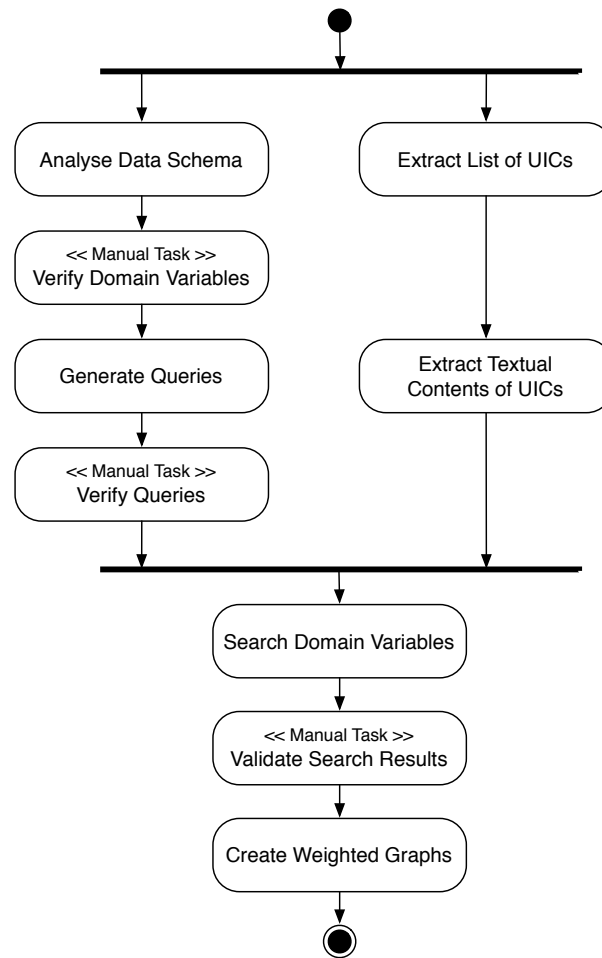 Analyse Data Schema
Extract List of UICs
<< Manual Task >>
Verify Domain Variables
Generate Queries
Extract Textual
Contents of UICs
<< Manual Task >>
Verify Queries
Search Domain Variables
<< Manual Task >>
Validate Search Results
Create Weighted Graphs